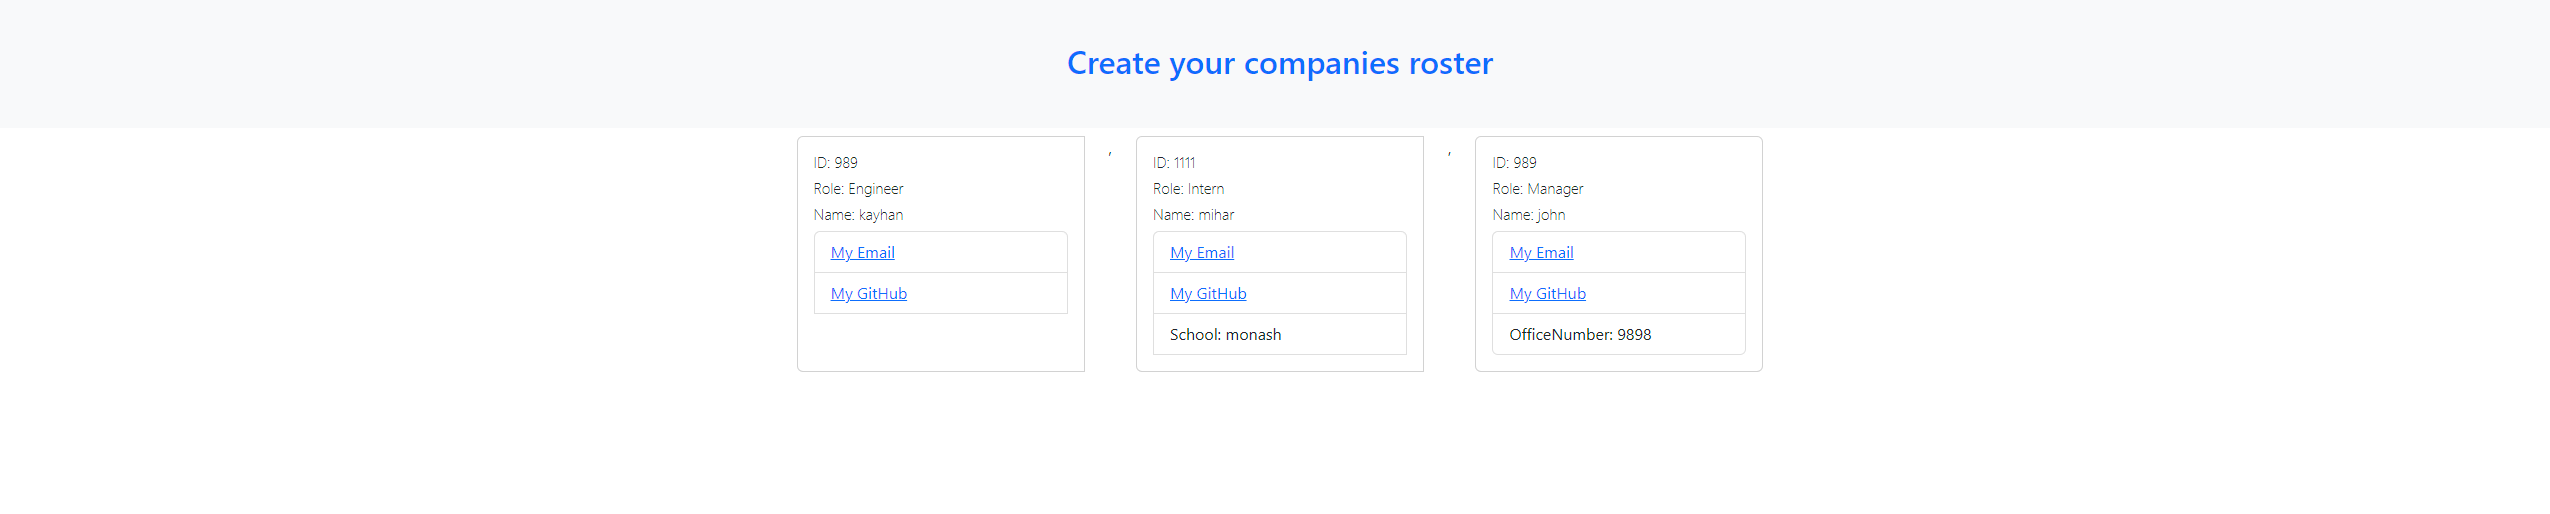 Create your companies roster
ID: 989
Role: Engineer
Name: kayhan
My Email
My GitHub
,
ID: 1111
Role: Intern
Name: mihar
My Email
My GitHub
School: monash
,
ID: 989
Role: Manager
Name: john
My Email
My GitHub
OfficeNumber: 9898